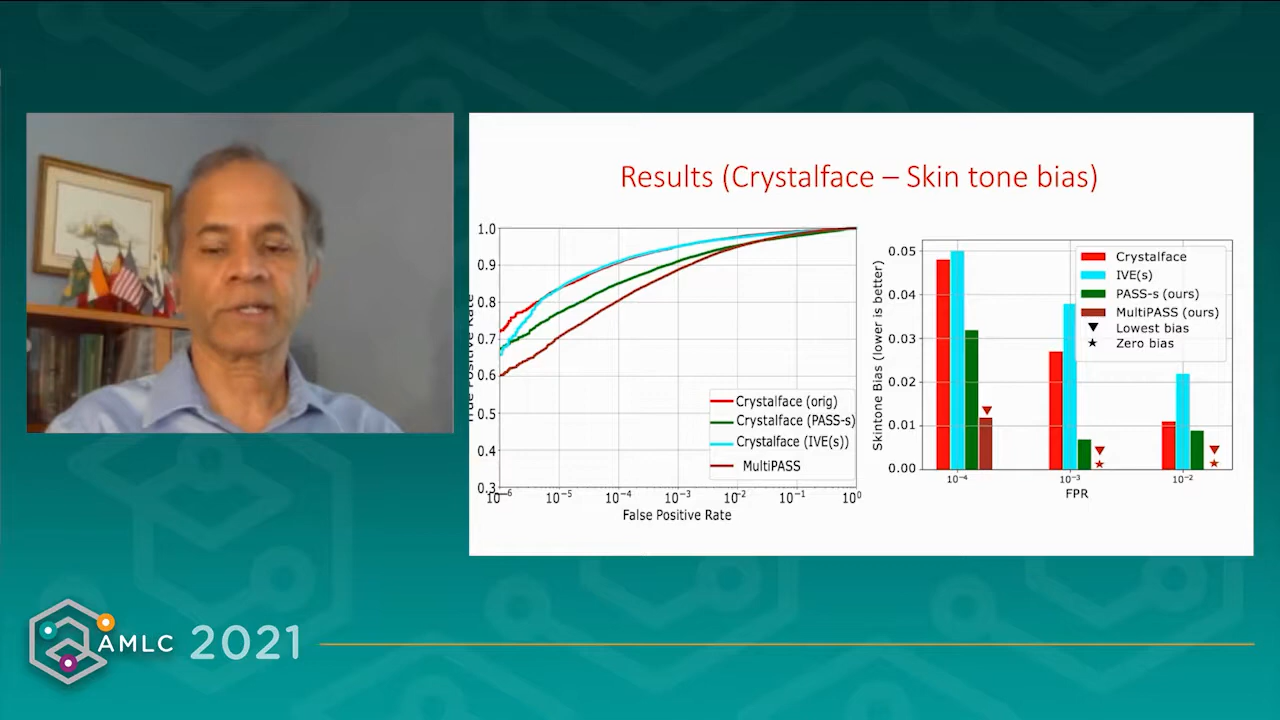 Results (Crystalface – Skin tone bias)
1.0
0.9
0.8
0.7
0.6
0.5
0.4
0.3
True Positive Rate
10⁻⁶
10⁻⁵
10⁻⁴
10⁻³
10⁻²
10⁻¹
10⁰
False Positive Rate
Crystalface (orig)
Crystalface (PASS-s)
Crystalface (IVE(s))
MultiPASS
Skintone Bias (lower is better)
0.05
0.04
0.03
0.02
0.01
0.00
10⁻⁴
10⁻³
10⁻²
FPR
Crystalface
IVE(s)
PASS-s (ours)
MultiPASS (ours)
Lowest bias
Zero bias
AMLC 2021